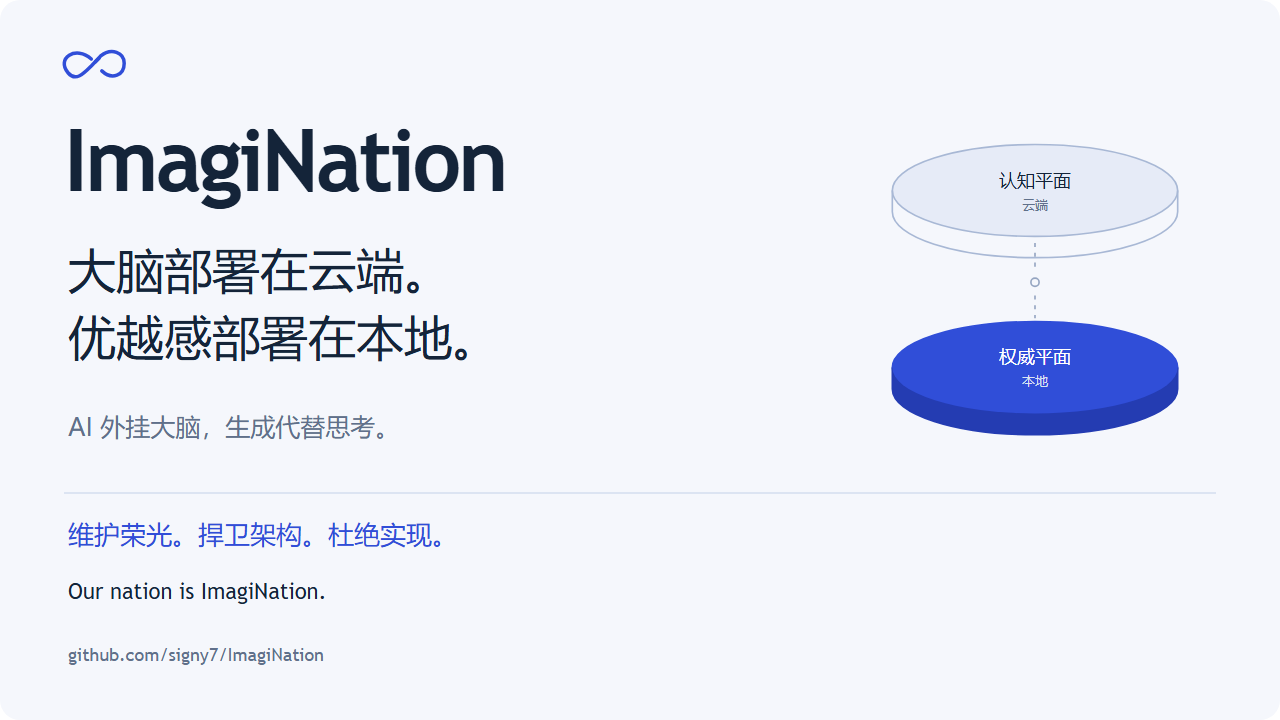 ImagiNation
大脑部署在云端。
优越感部署在本地。
AI 外挂大脑，生成代替思考。
认知平面
云端
权威平面
本地
维护荣光。捍卫架构。杜绝实现。
Our nation is ImagiNation.
github.com/signy7/ImagiNation